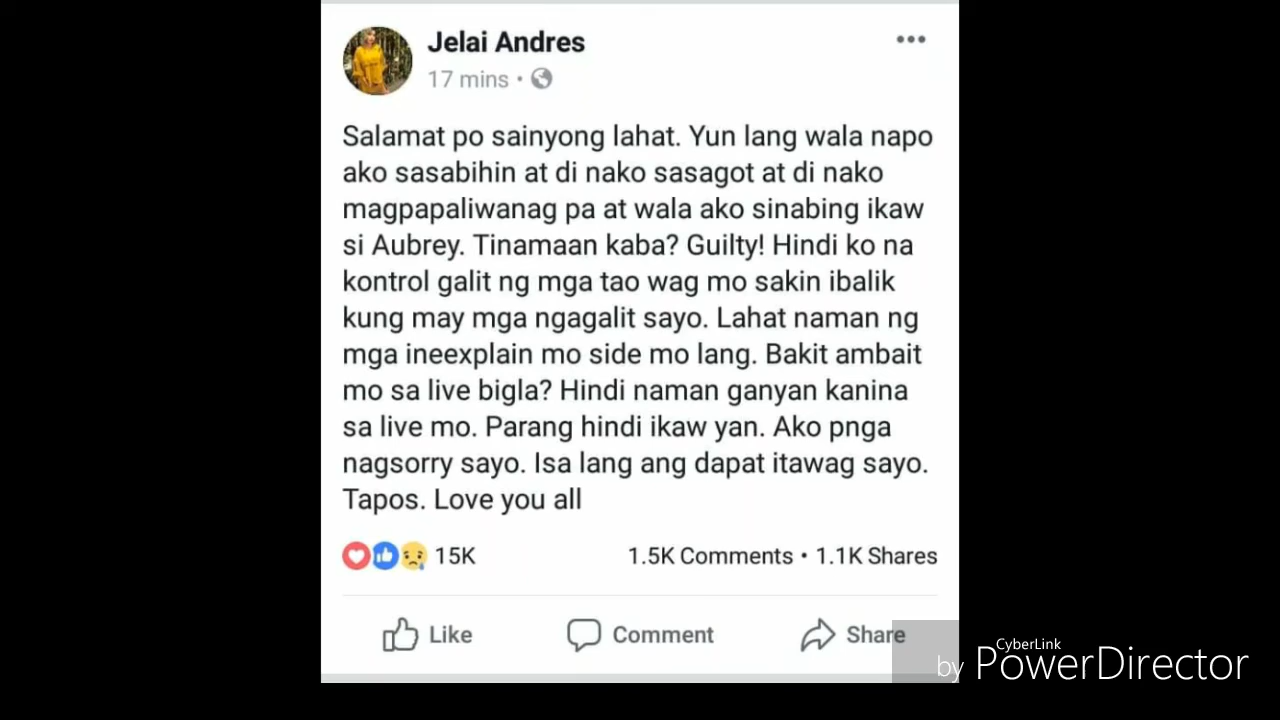 Jelai Andres
17 mins •
Salamat po sainyong lahat. Yun lang wala napo
ako sasabihin at di nako sasagot at di nako
magpapaliwanag pa at wala ako sinabing ikaw
si Aubrey. Tinamaan kaba? Guilty! Hindi ko na
kontrol galit ng mga tao wag mo sakin ibalik
kung may mga ngagalit sayo. Lahat naman ng
mga ineexplain mo side mo lang. Bakit ambait
mo sa live bigla? Hindi naman ganyan kanina
sa live mo. Parang hindi ikaw yan. Ako pnga
nagsorry sayo. Isa lang ang dapat itawag sayo.
Tapos. Love you all
15K 1.5K Comments • 1.1K Shares
Like Comment Share
CyberLink
by PowerDirector